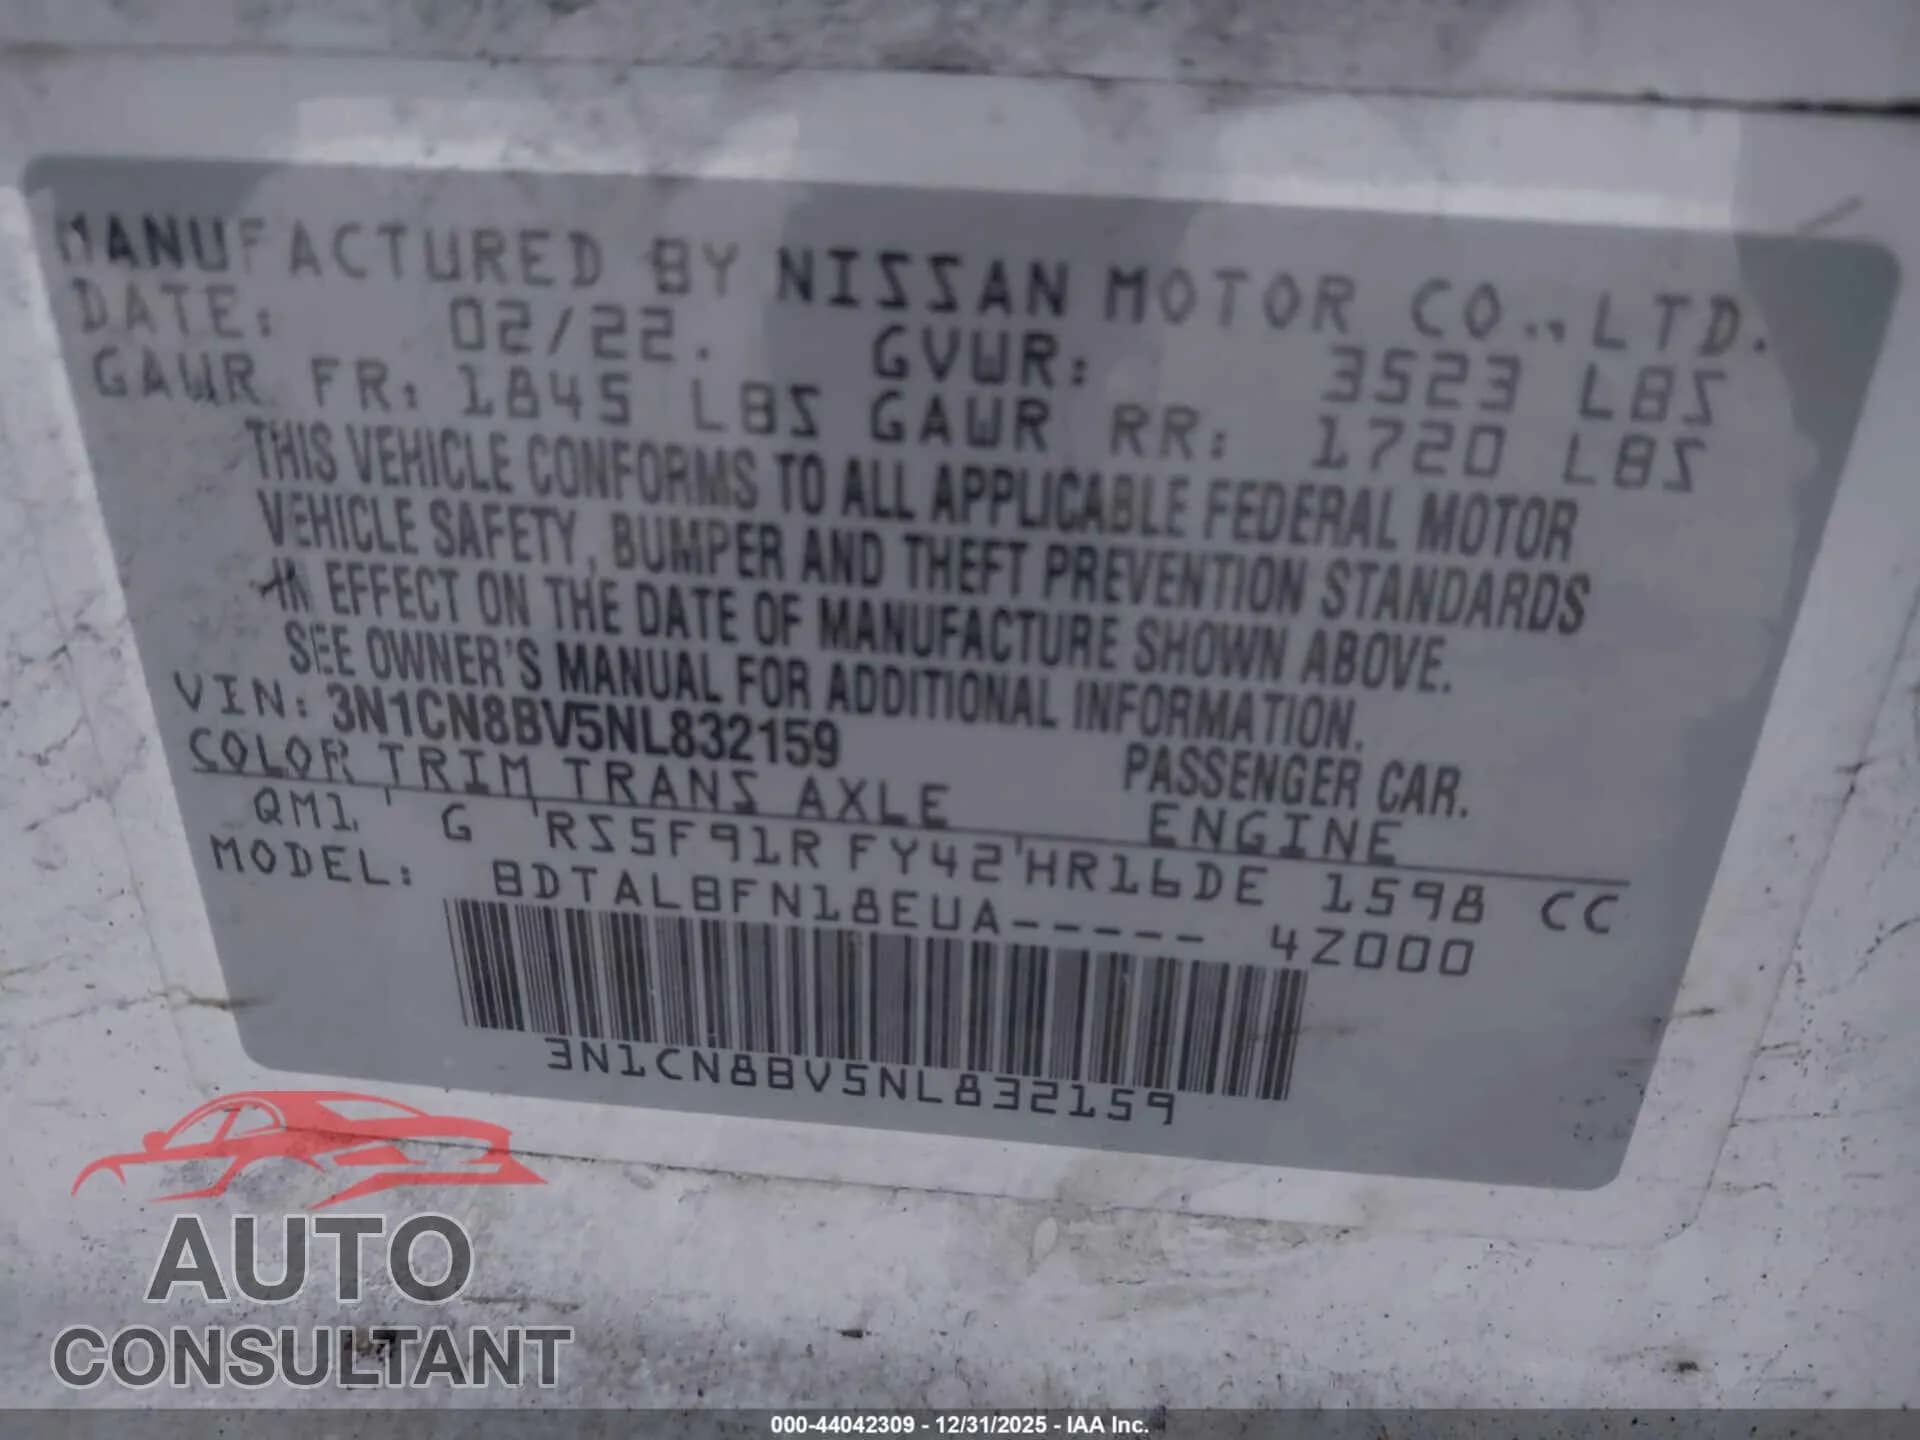 MANUFACTURED BY NISSAN MOTOR CO.,LTD.
DATE: 02/22. GVWR: 3523 LBS
GAWR FR: 1845 LBS GAWR RR: 1720 LBS
THIS VEHICLE CONFORMS TO ALL APPLICABLE FEDERAL MOTOR
VEHICLE SAFETY, BUMPER AND THEFT PREVENTION STANDARDS
IN EFFECT ON THE DATE OF MANUFACTURE SHOWN ABOVE.
SEE OWNER'S MANUAL FOR ADDITIONAL INFORMATION.
VIN: 3N1CN8BV5NL832159 PASSENGER CAR.
COLOR TRIM TRANS AXLE ENGINE
QM1 G RS5F91R FY42 HR16DE 1598 CC
MODEL: BDTALBFN18EUA----- 4Z000
3N1CN8BV5NL832159
AUTO
CONSULTANT
000-44042309 - 12/31/2025 - IAA Inc.